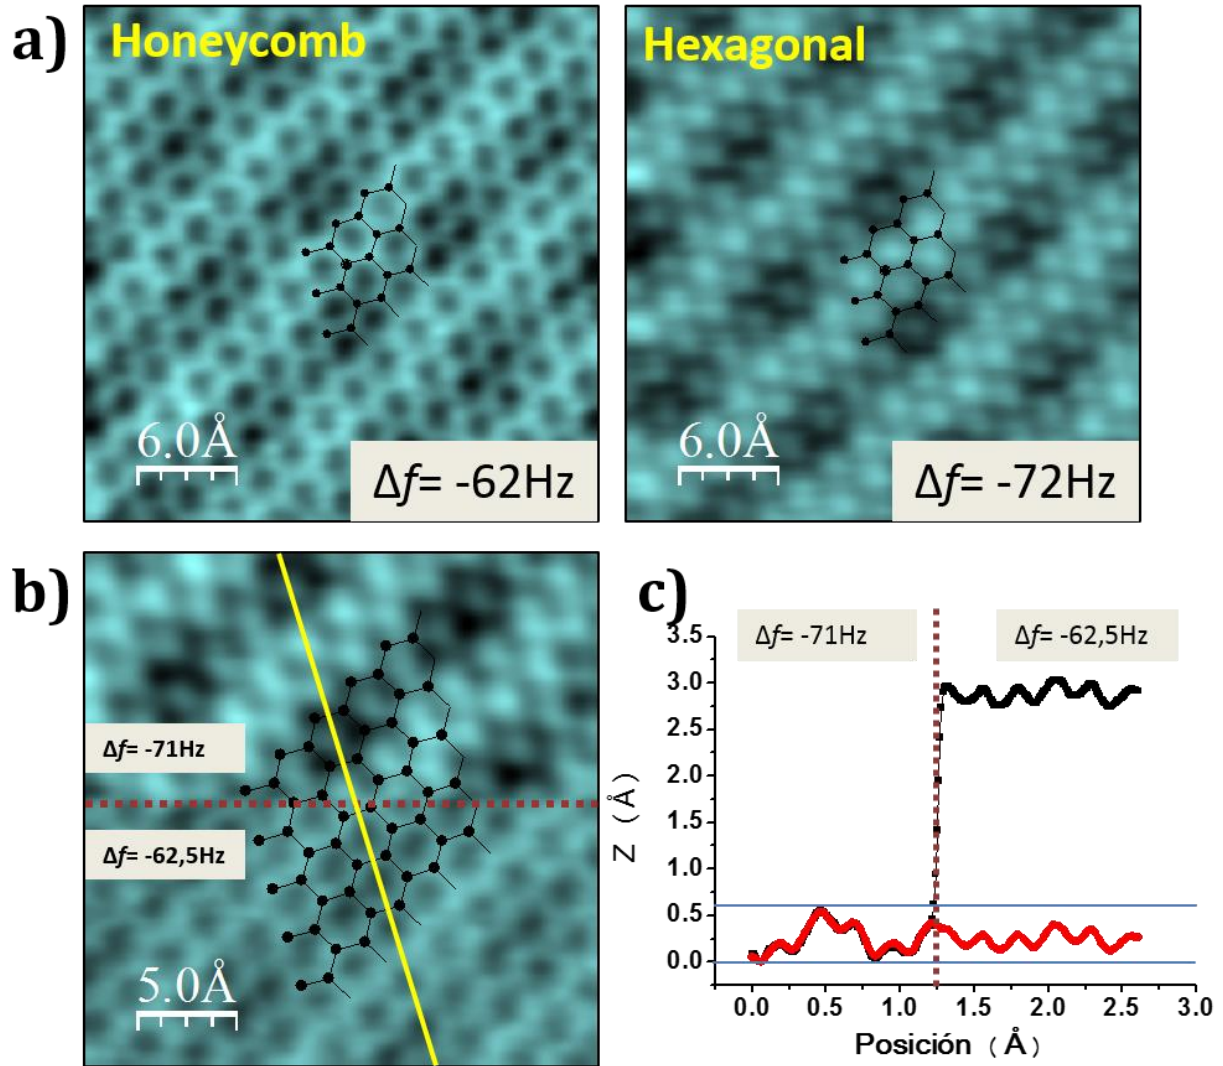 a)
Honeycomb
6.0Å
Δf= -62Hz
Hexagonal
6.0Å
Δf= -72Hz
b)
Δf= -71Hz
Δf= -62,5Hz
5.0Å
c)
Δf= -71Hz
Δf= -62,5Hz
3.5
3.0
2.5
2.0
1.5
1.0
0.5
0.0
Z (Å)
0.0 0.5 1.0 1.5 2.0 2.5 3.0
Posición (Å)